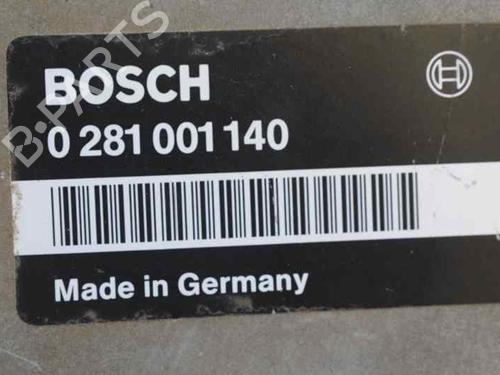 B-PARTS
BOSCH
0 281 001 140
Made in Germany